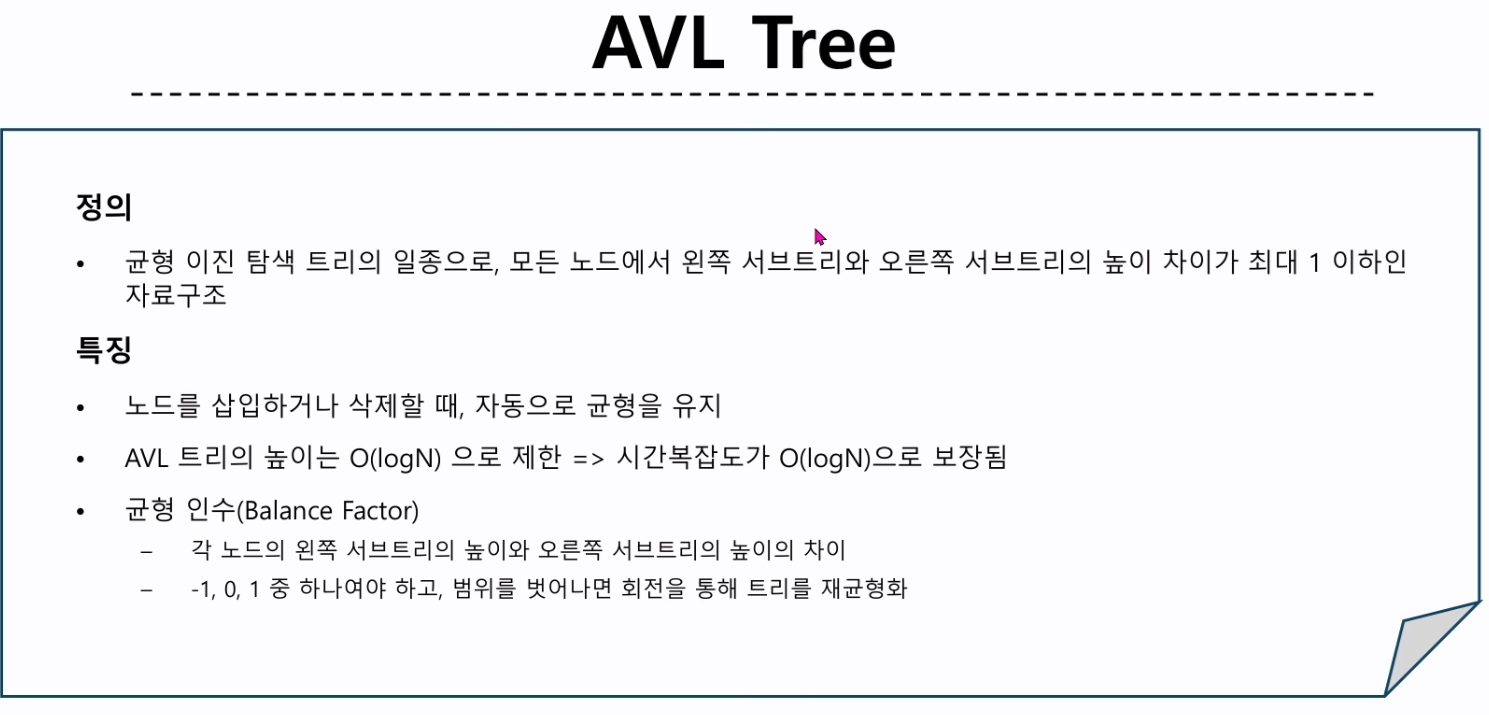 AVL Tree
정의
• 균형 이진 탐색 트리의 일종으로, 모든 노드에서 왼쪽 서브트리와 오른쪽 서브트리의 높이 차이가 최대 1 이하인
자료구조
특징
• 노드를 삽입하거나 삭제할 때, 자동으로 균형을 유지
• AVL 트리의 높이는 O(logN) 으로 제한 => 시간복잡도가 O(logN)으로 보장됨
• 균형 인수(Balance Factor)
– 각 노드의 왼쪽 서브트리의 높이와 오른쪽 서브트리의 높이의 차이
– -1, 0, 1 중 하나여야 하고, 범위를 벗어나면 회전을 통해 트리를 재균형화